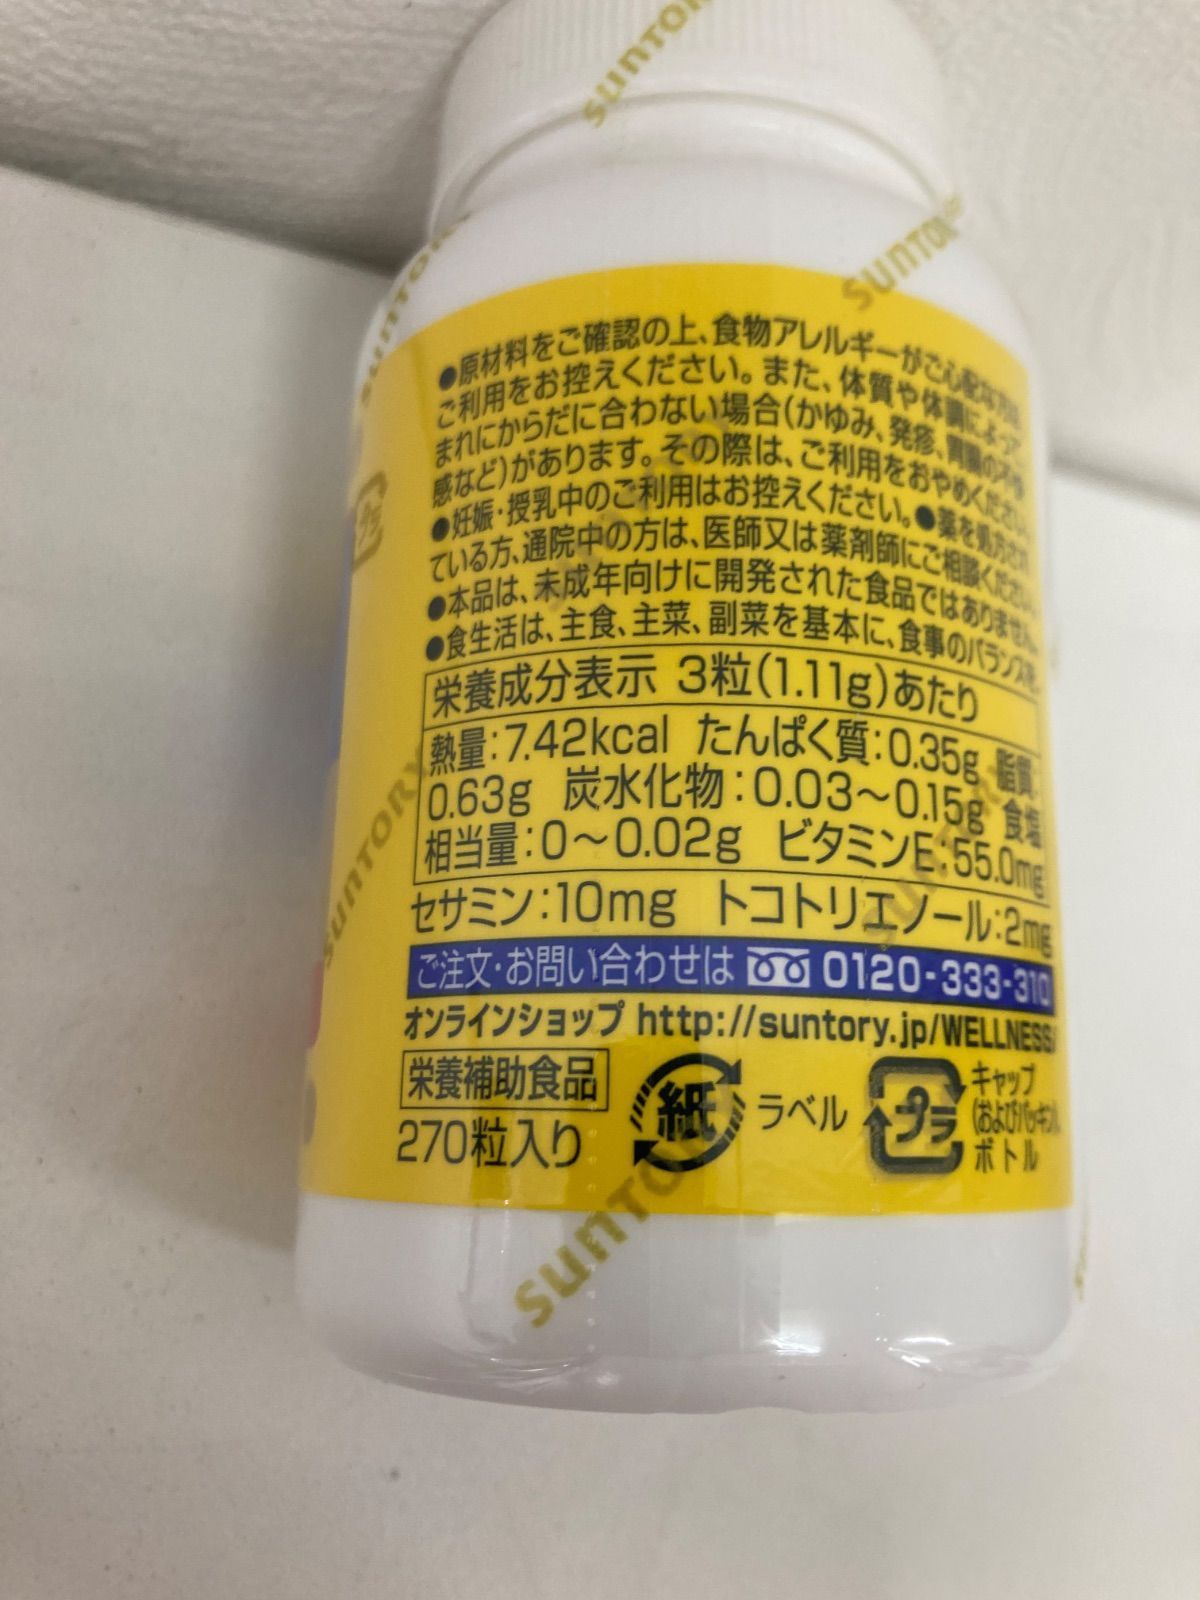 suntory
suntory
suntory
●原材料をご確認の上、食物アレルギーがご心配な方は
ご利用をお控えください。また、体質や体調によって
まれにからだに合わない場合(かゆみ、発疹、胃腸の不快
感など)があります。その際は、ご利用をおやめください。
●妊娠・授乳中のご利用はお控えください。●薬を処方され
ている方、通院中の方は、医師又は薬剤師にご相談ください。
●本品は、未成年向けに開発された食品ではありません。
●食生活は、主食、主菜、副菜を基本に、食事のバランスを。
プラ
栄養成分表示 3粒(1.11g)あたり
熱量:7.42kcal たんぱく質:0.35g 脂質:
0.63g 炭水化物:0.03～0.15g 食塩
相当量:0～0.02g ビタミンE:55.0mg
セサミン:10mg トコトリエノール:2mg
ご注文・お問い合わせは 0120-333-310
オンラインショップ http://suntory.jp/WELLNESS/
栄養補助食品
270粒入り
紙 ラベル
プラ キャップ
(およびパッキン)、
ボトル
suntory
suntory
suntory